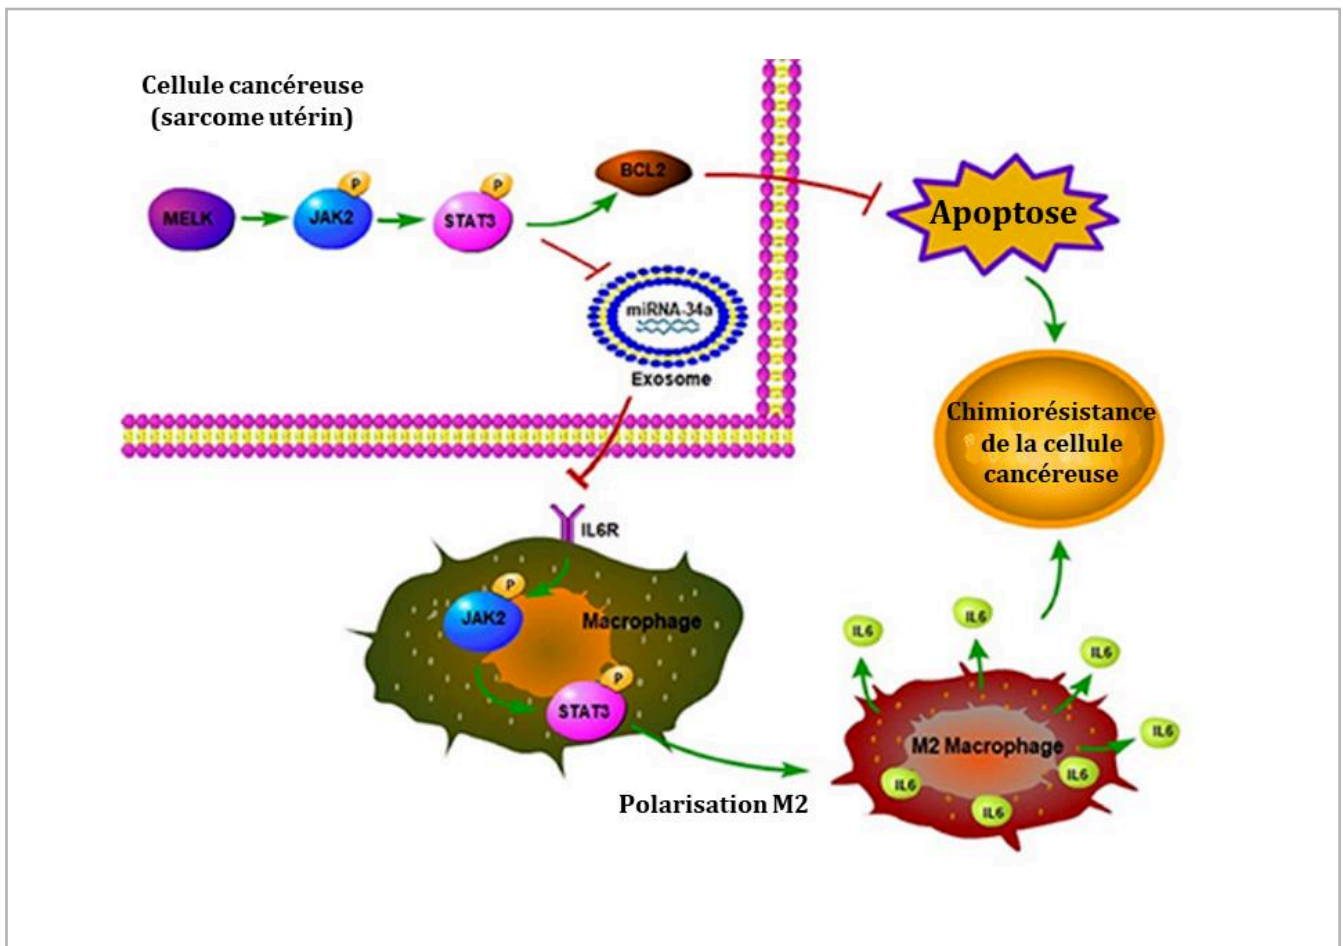 Cellule cancéreuse
(sarcome utérin)
MELK
P
JAK2
P
STAT3
BCL2
Apoptose
miRNA-34a
Exosome
Chimiorésistance
de la cellule
cancéreuse
IL6R
P
JAK2
Macrophage
P
STAT3
Polarisation M2
IL6
IL6
IL6
IL6
M2 Macrophage
IL6
IL6
IL6